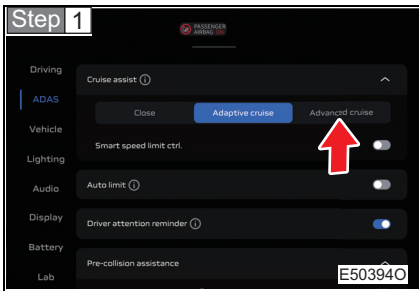 Step 1
PASSENGER
AIRBAG ON
Driving
ADAS
Vehicle
Lighting
Audio
Display
Battery
Lab
Cruise assist
Close Adaptive cruise Advanced cruise
Smart speed limit ctrl.
Auto limit
Driver attention reminder
Pre-collision assistance
E50394O